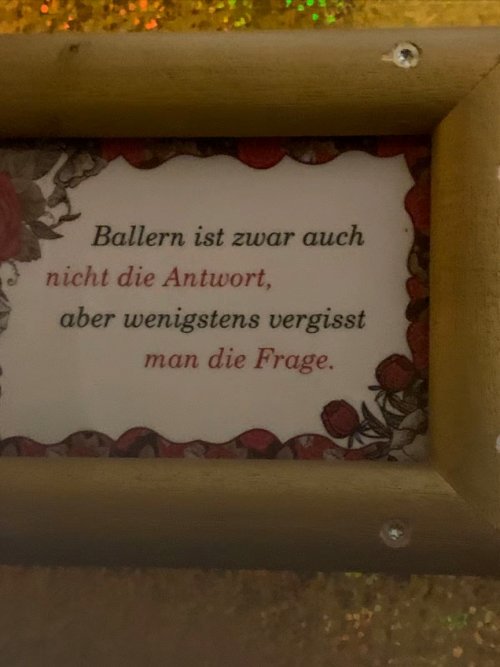 Ballern ist zwar auch
nicht die Antwort,
aber wenigstens vergisst
man die Frage.